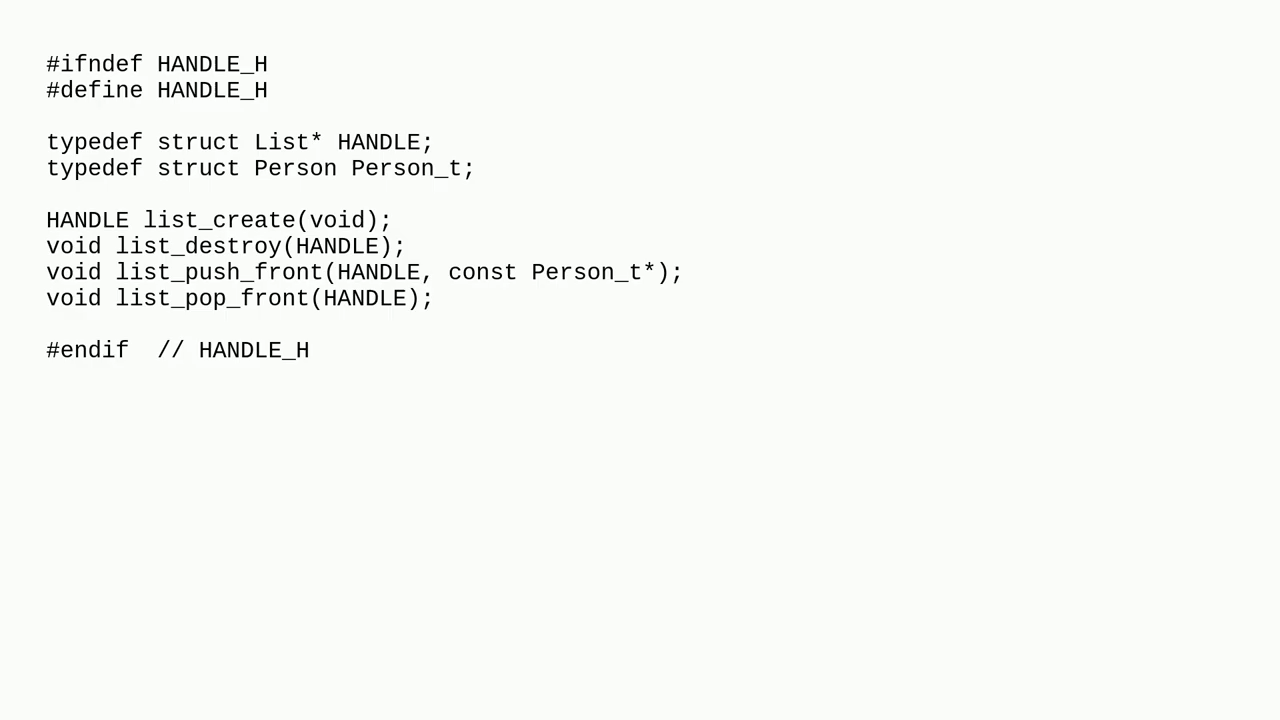 #ifndef HANDLE_H
#define HANDLE_H
typedef struct List* HANDLE;
typedef struct Person Person_t;
HANDLE list_create(void);
void list_destroy(HANDLE);
void list_push_front(HANDLE, const Person_t*);
void list_pop_front(HANDLE);
#endif  // HANDLE_H